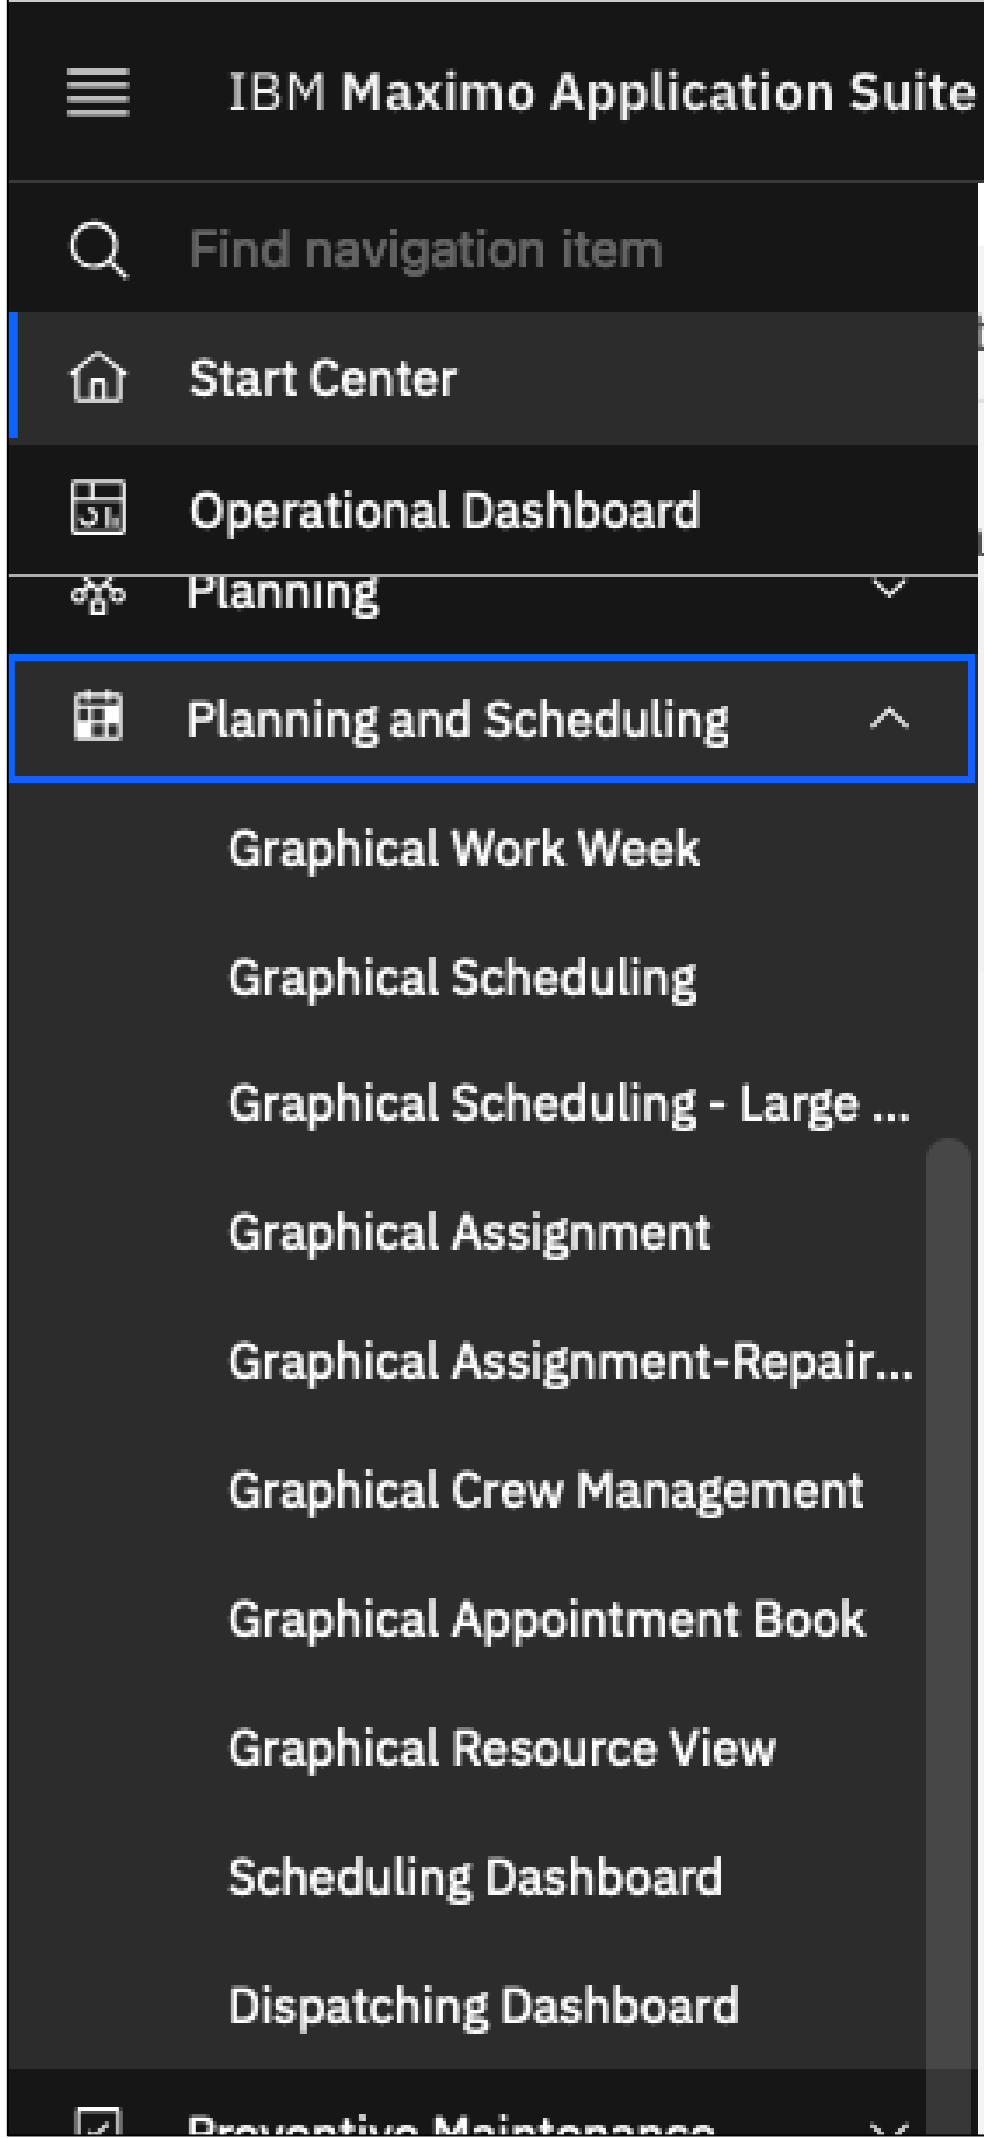 IBM Maximo Application Suite
Find navigation item
Start Center
Operational Dashboard
Planning
Planning and Scheduling
Graphical Work Week
Graphical Scheduling
Graphical Scheduling - Large ...
Graphical Assignment
Graphical Assignment-Repair...
Graphical Crew Management
Graphical Appointment Book
Graphical Resource View
Scheduling Dashboard
Dispatching Dashboard
Preventive Maintenance